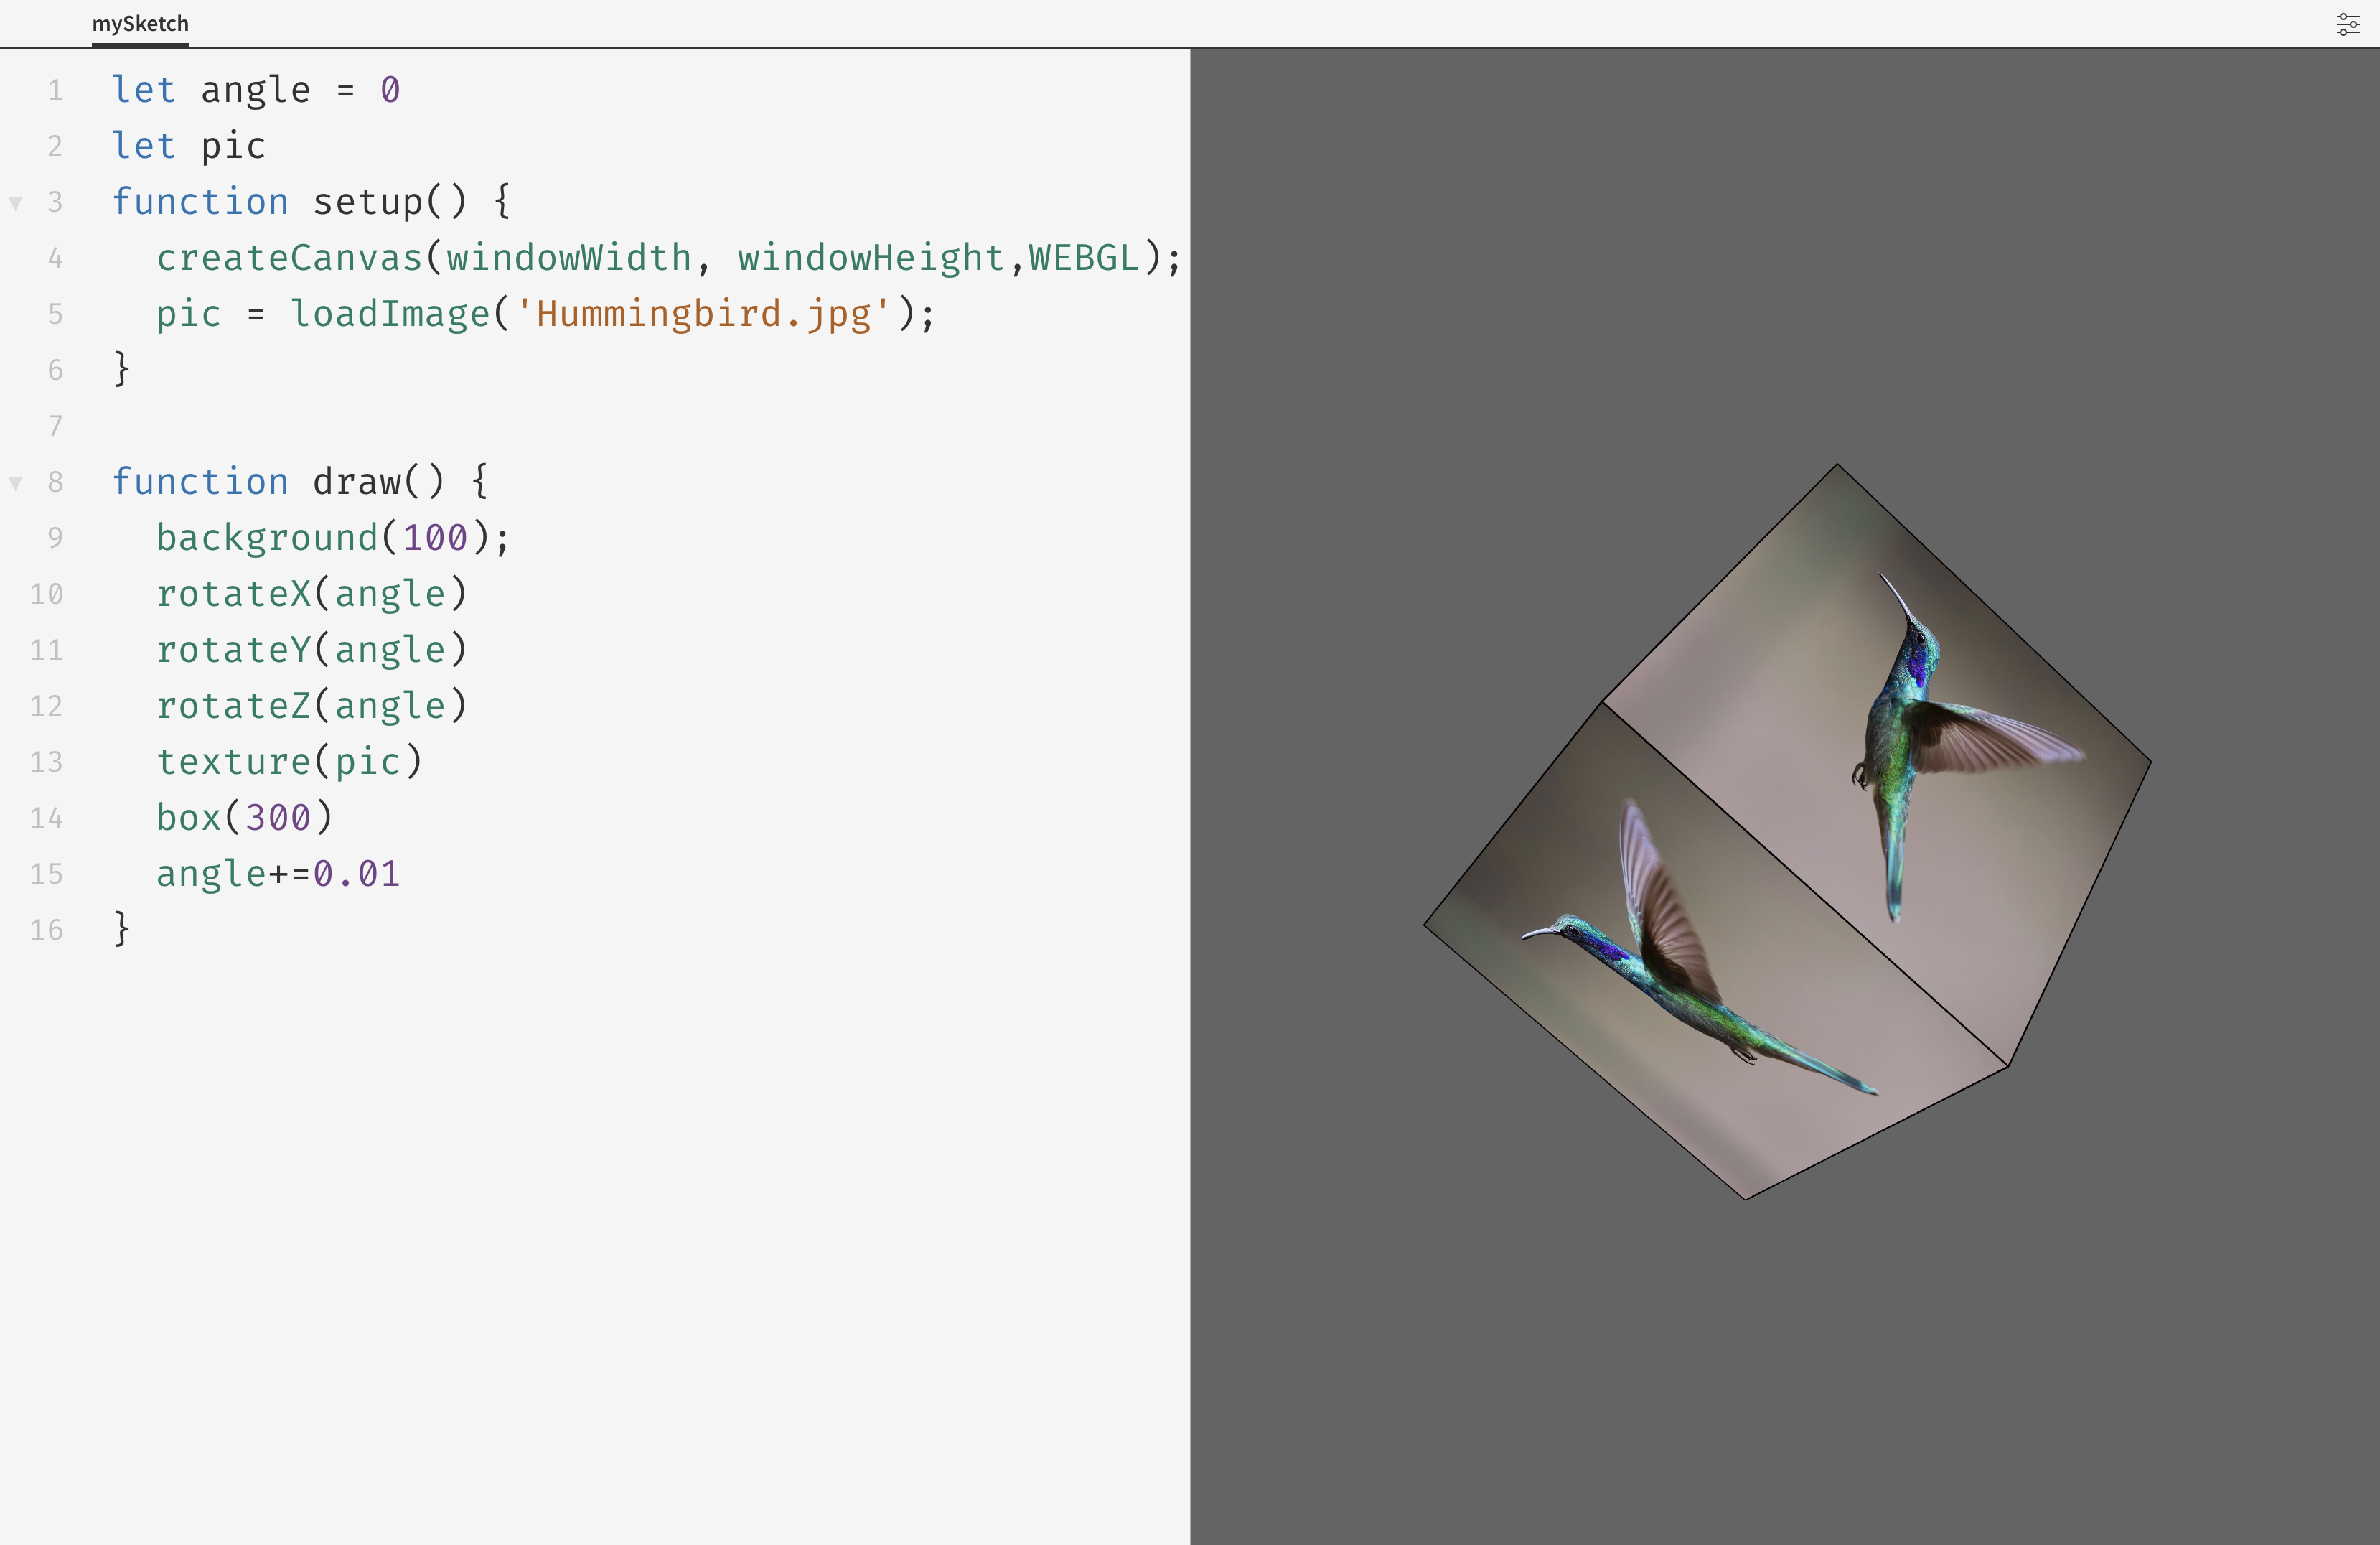 mySketch
1 let angle = 0
2 let pic
3 function setup() {
4 createCanvas(windowWidth, windowHeight,WEBGL);
5 pic = loadImage('Hummingbird.jpg');
6 }
7
8 function draw() {
9 background(100);
10 rotateX(angle)
11 rotateY(angle)
12 rotateZ(angle)
13 texture(pic)
14 box(300)
15 angle+=0.01
16 }